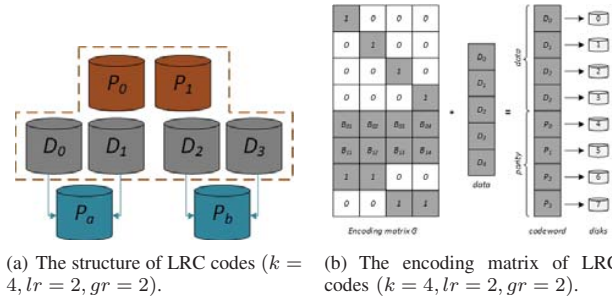 P0 P1
D0 D1 D2 D3
Pa Pb
(a) The structure of LRC codes (k =
4, lr = 2, gr = 2).
1 0 0 0
0 1 0 0
0 0 1 0
0 0 0 1
B01 B02 B03 B04
B11 B12 B13 B14
1 1 0 0
0 0 1 1
Encoding matrix G
*
D0
D1
D2
D3
D4
data
=
data
parity
D0 0
D1 1
D2 2
D3 3
P0 4
P1 5
P2 6
P3 7
codeword disks
(b) The encoding matrix of LRC
codes (k = 4, lr = 2, gr = 2).